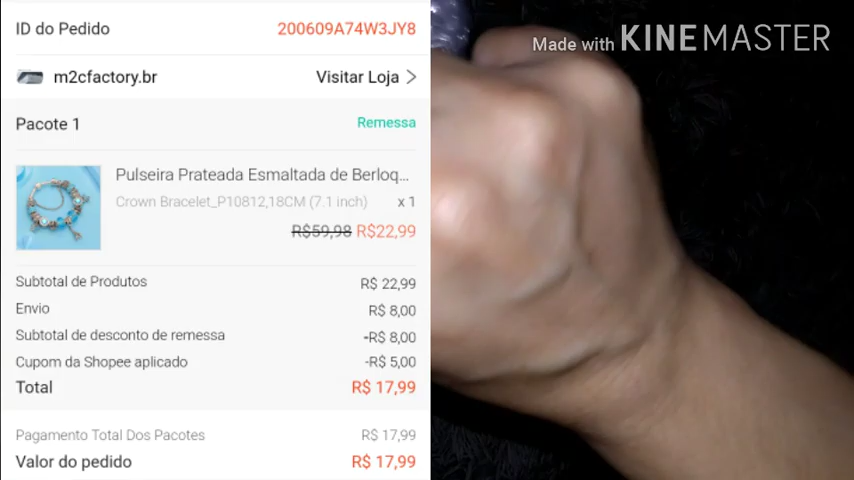 ID do Pedido 200609A74W3JY8
m2cfactory.br Visitar Loja >
Pacote 1 Remessa
Pulseira Prateada Esmaltada de Berloq...
Crown Bracelet_P10812,18CM (7.1 inch) x 1
R$59,98 R$22,99
Subtotal de Produtos R$ 22,99
Envio R$ 8,00
Subtotal de desconto de remessa -R$ 8,00
Cupom da Shopee aplicado -R$ 5,00
Total R$ 17,99
Pagamento Total Dos Pacotes R$ 17,99
Valor do pedido R$ 17,99
Made with KINEMASTER